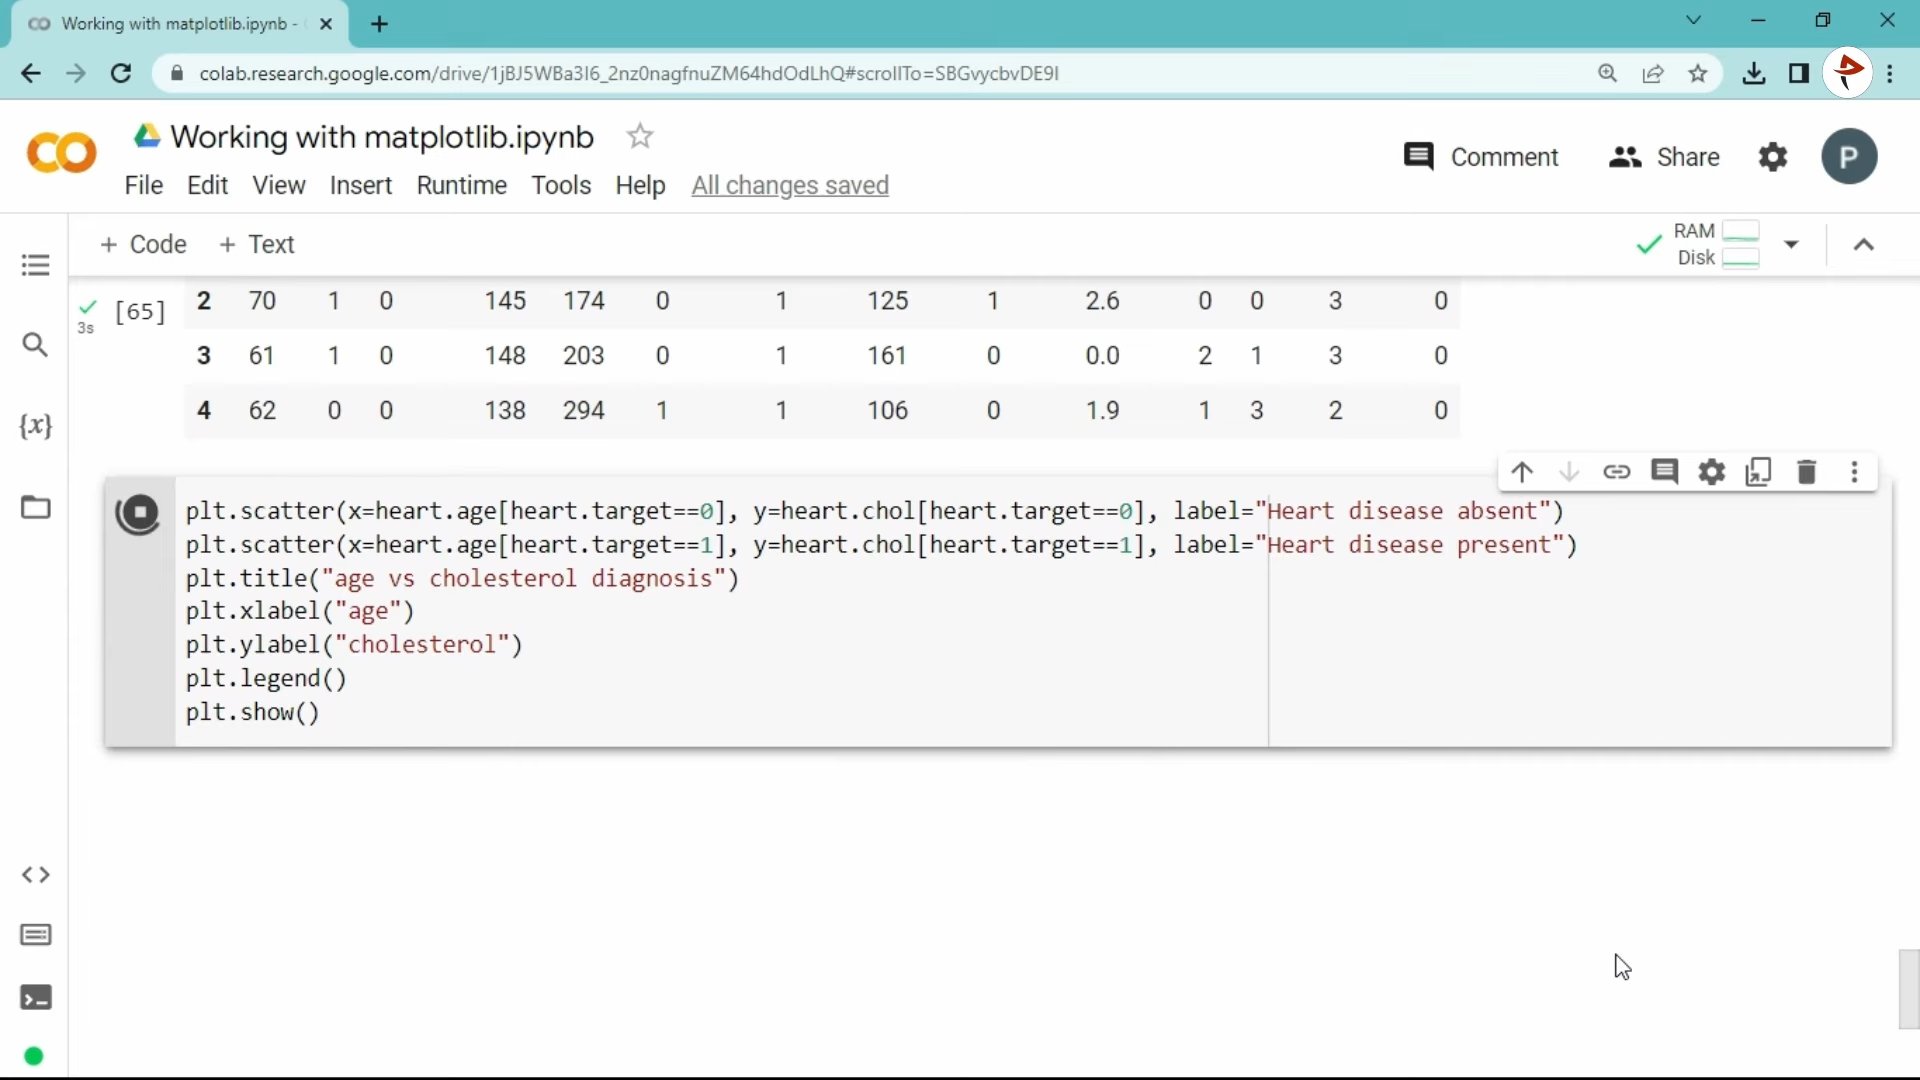 Working with matplotlib.ipynb -
colab.research.google.com/drive/1jBJ5WBa3I6_2nz0nagfnuZM64hdOdLhQ#scrollTo=SBGvycbvDE9I
Working with matplotlib.ipynb
File Edit View Insert Runtime Tools Help All changes saved
Comment
Share
P
+ Code + Text
RAM
Disk
[65]
3s
2 70 1 0 145 174 0 1 125 1 2.6 0 0 3 0
3 61 1 0 148 203 0 1 161 0 0.0 2 1 3 0
4 62 0 0 138 294 1 1 106 0 1.9 1 3 2 0
{x}
plt.scatter(x=heart.age[heart.target==0], y=heart.chol[heart.target==0], label="Heart disease absent")
plt.scatter(x=heart.age[heart.target==1], y=heart.chol[heart.target==1], label="Heart disease present")
plt.title("age vs cholesterol diagnosis")
plt.xlabel("age")
plt.ylabel("cholesterol")
plt.legend()
plt.show()